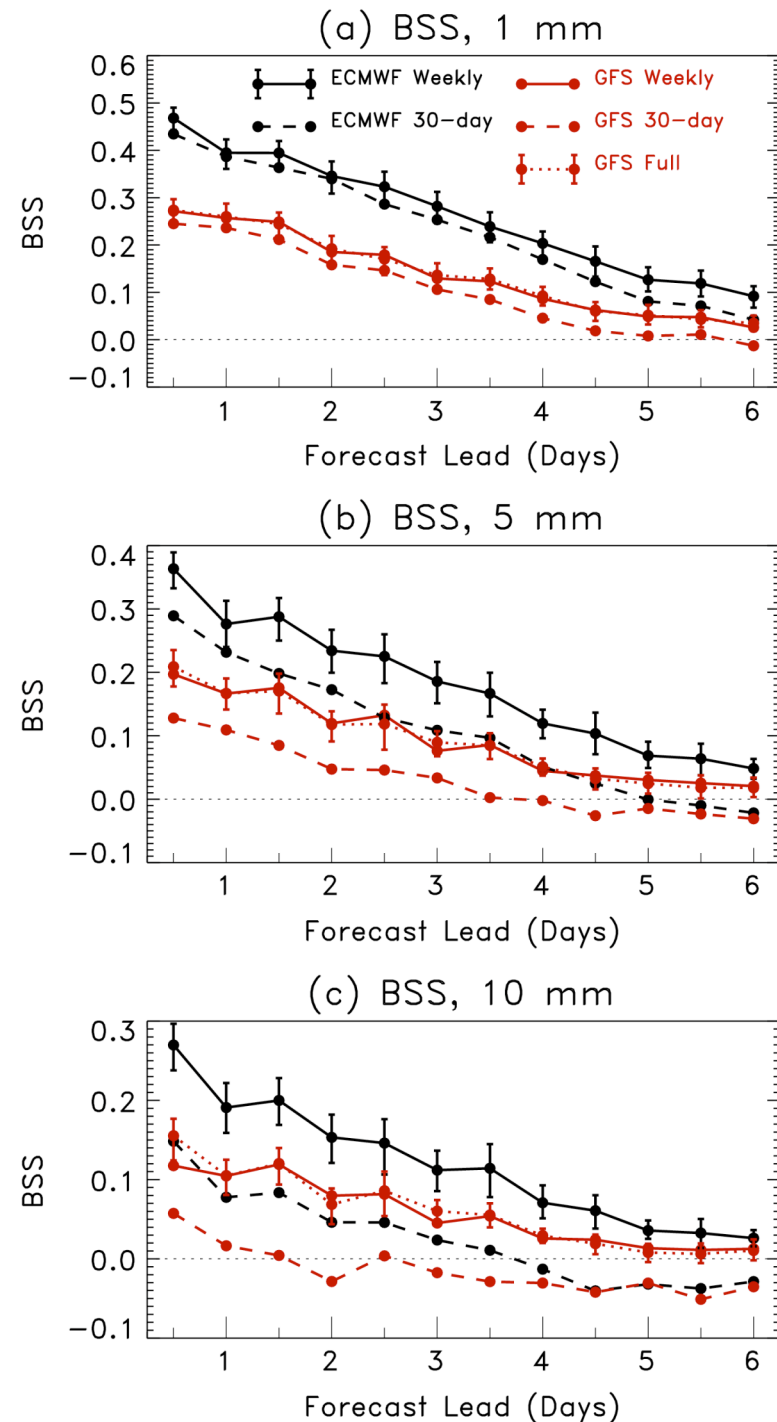 (a) BSS, 1 mm
0.6
0.5
0.4
0.3
0.2
0.1
0.0
−0.1
BSS
ECMWF Weekly
GFS Weekly
ECMWF 30−day
GFS 30−day
GFS Full
1 2 3 4 5 6
Forecast Lead (Days)
(b) BSS, 5 mm
0.4
0.3
0.2
0.1
0.0
−0.1
BSS
1 2 3 4 5 6
Forecast Lead (Days)
(c) BSS, 10 mm
0.3
0.2
0.1
0.0
−0.1
BSS
1 2 3 4 5 6
Forecast Lead (Days)